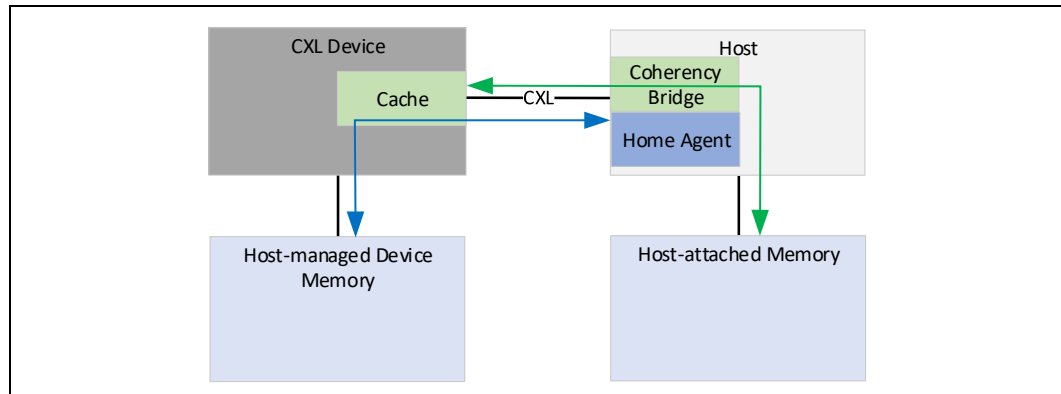 CXL Device
Host
Cache
CXL
Coherency
Bridge
Home Agent
Host-managed Device
Memory
Host-attached Memory